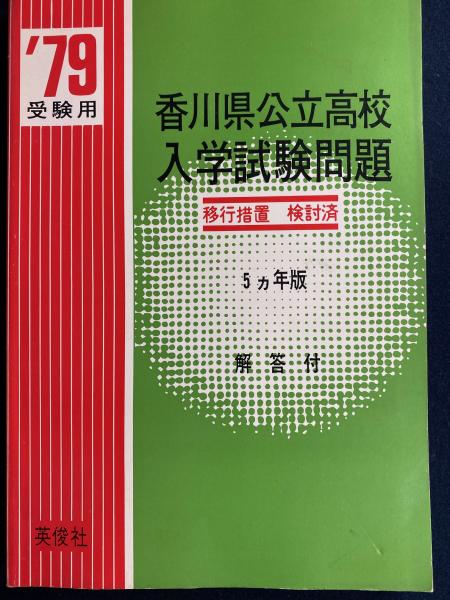 '79
受験用
香川県公立高校
入学試験問題
移行措置 検討済
5ヵ年版
解答付
英俊社